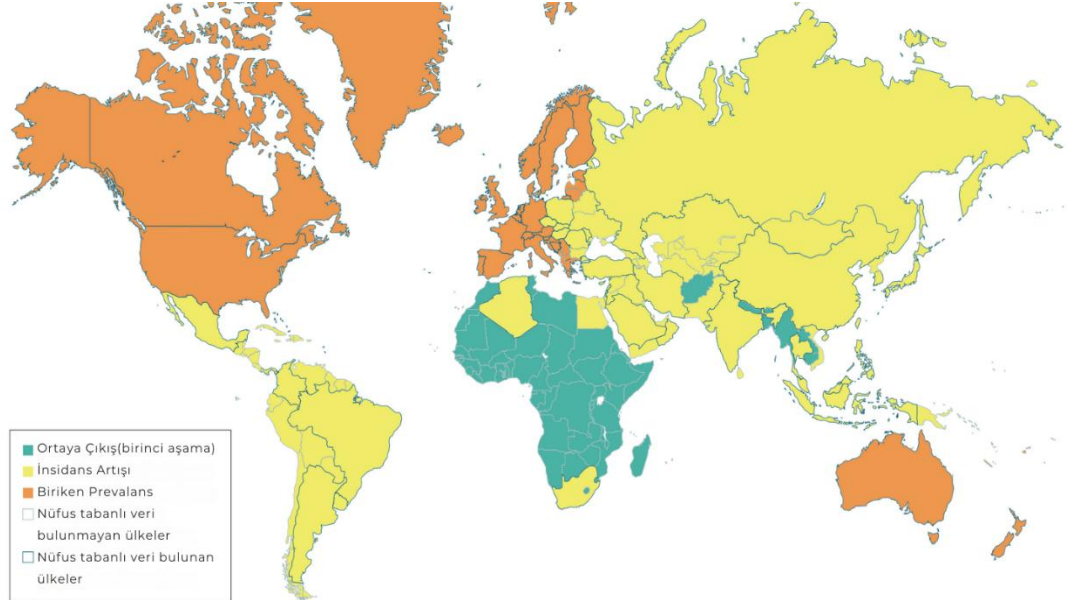 Ortaya Çıkış(birinci aşama)
İnsidans Artışı
Biriken Prevalans
Nüfus tabanlı veri
bulunmayan ülkeler
Nüfus tabanlı veri bulunan
ülkeler